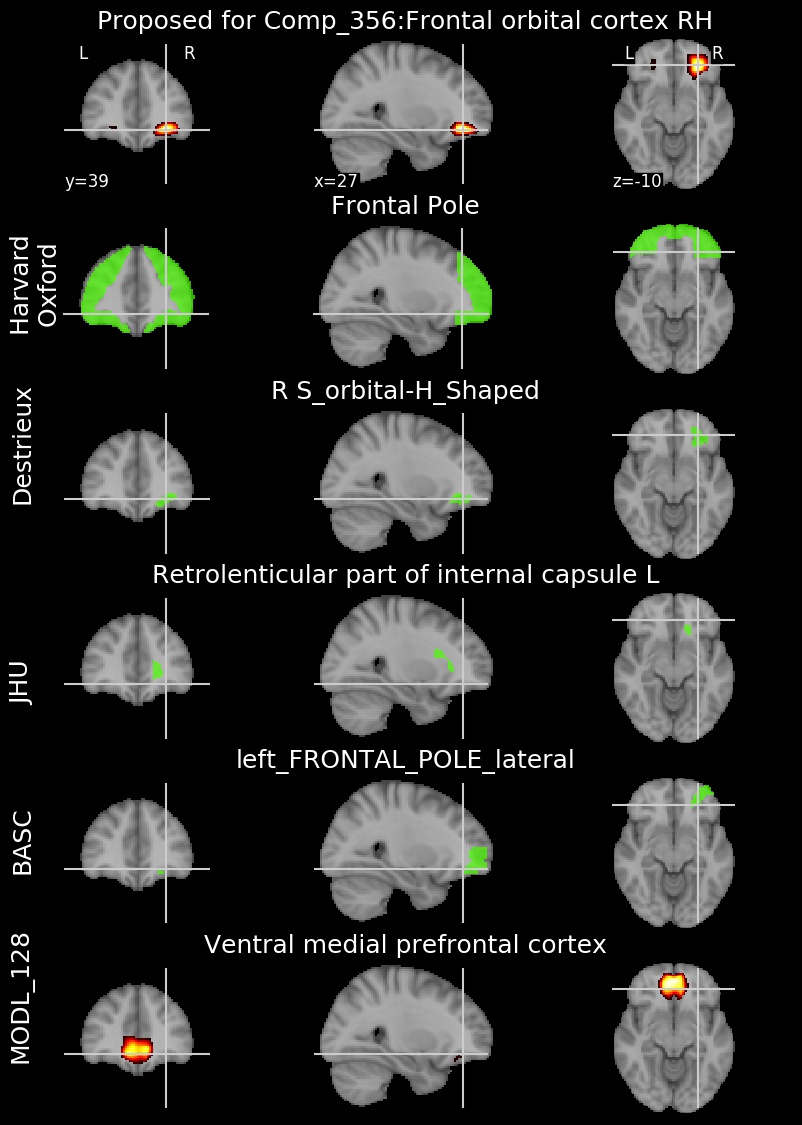 Proposed for Comp_356:Frontal orbital cortex RH
L R L R
y=39 x=27 z=-10
Frontal Pole
Harvard
Oxford
R S_orbital-H_Shaped
Destrieux
Retrolenticular part of internal capsule L
JHU
left_FRONTAL_POLE_lateral
BASC
Ventral medial prefrontal cortex
MODL_128